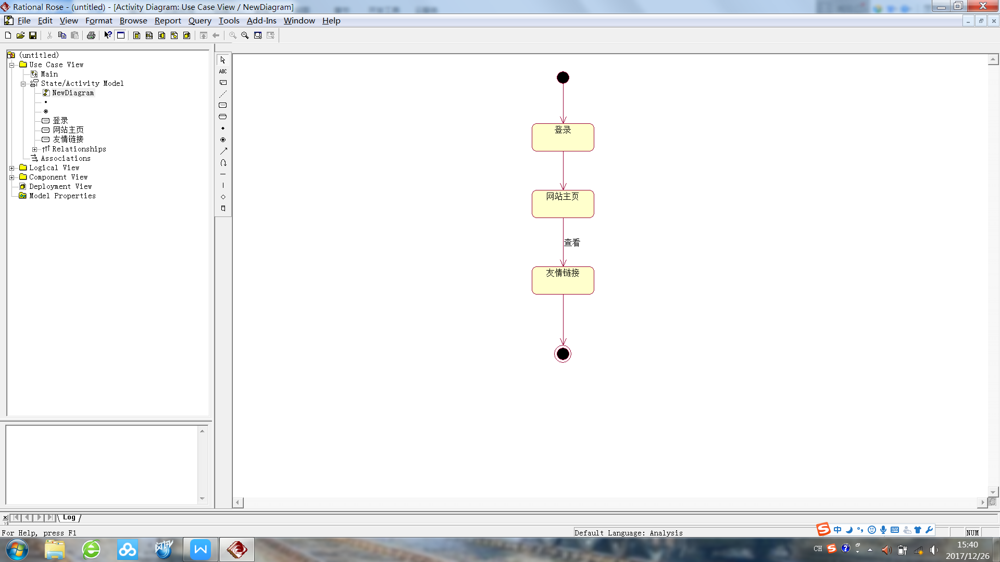 Rational Rose - (untitled) - [Activity Diagram: Use Case View / NewDiagram]
File Edit View Format Browse Report Query Tools Add-Ins Window Help
(untitled)
Use Case View
Main
State/Activity Model
NewDiagram
登录
网站主页
友情链接
Relationships
Associations
Logical View
Component View
Deployment View
Model Properties
ABC
登录
网站主页
查看
友情链接
Log
For Help, press F1
Default Language: Analysis
中
NUM
CH
15:40
2017/12/26